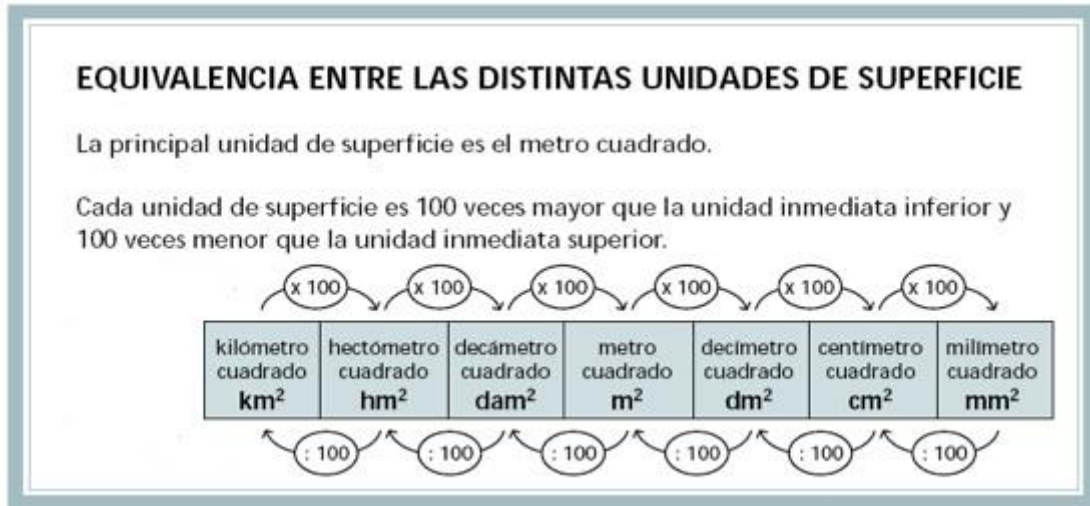 EQUIVALENCIA ENTRE LAS DISTINTAS UNIDADES DE SUPERFICIE
La principal unidad de superficie es el metro cuadrado.
Cada unidad de superficie es 100 veces mayor que la unidad inmediata inferior y
100 veces menor que la unidad inmediata superior.
x 100 x 100 x 100 x 100 x 100 x 100
kilómetro hectómetro decámetro metro decímetro centímetro milímetro
cuadrado cuadrado cuadrado cuadrado cuadrado cuadrado cuadrado
km² hm² dam² m² dm² cm² mm²
: 100 : 100 : 100 : 100 : 100 : 100